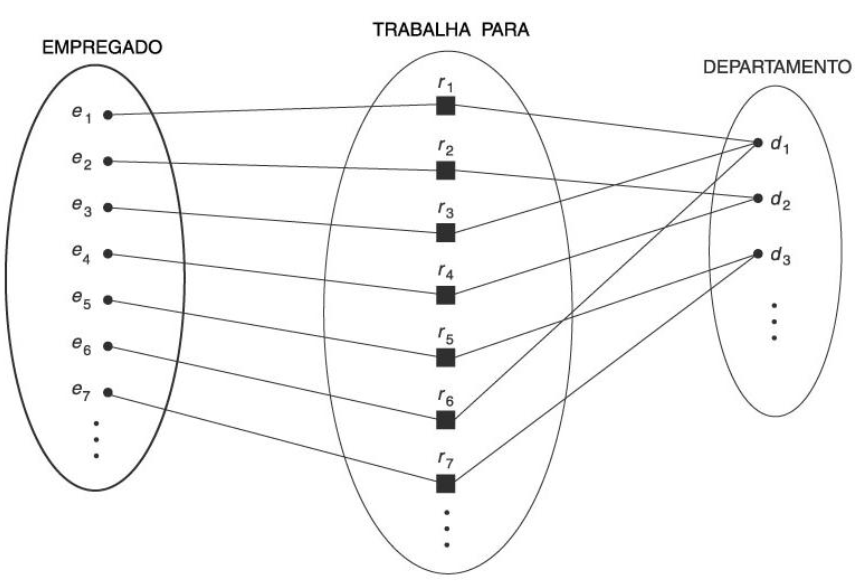 EMPREGADO
TRABALHA PARA
DEPARTAMENTO
e1
e2
e3
e4
e5
e6
e7
r1
r2
r3
r4
r5
r6
r7
d1
d2
d3